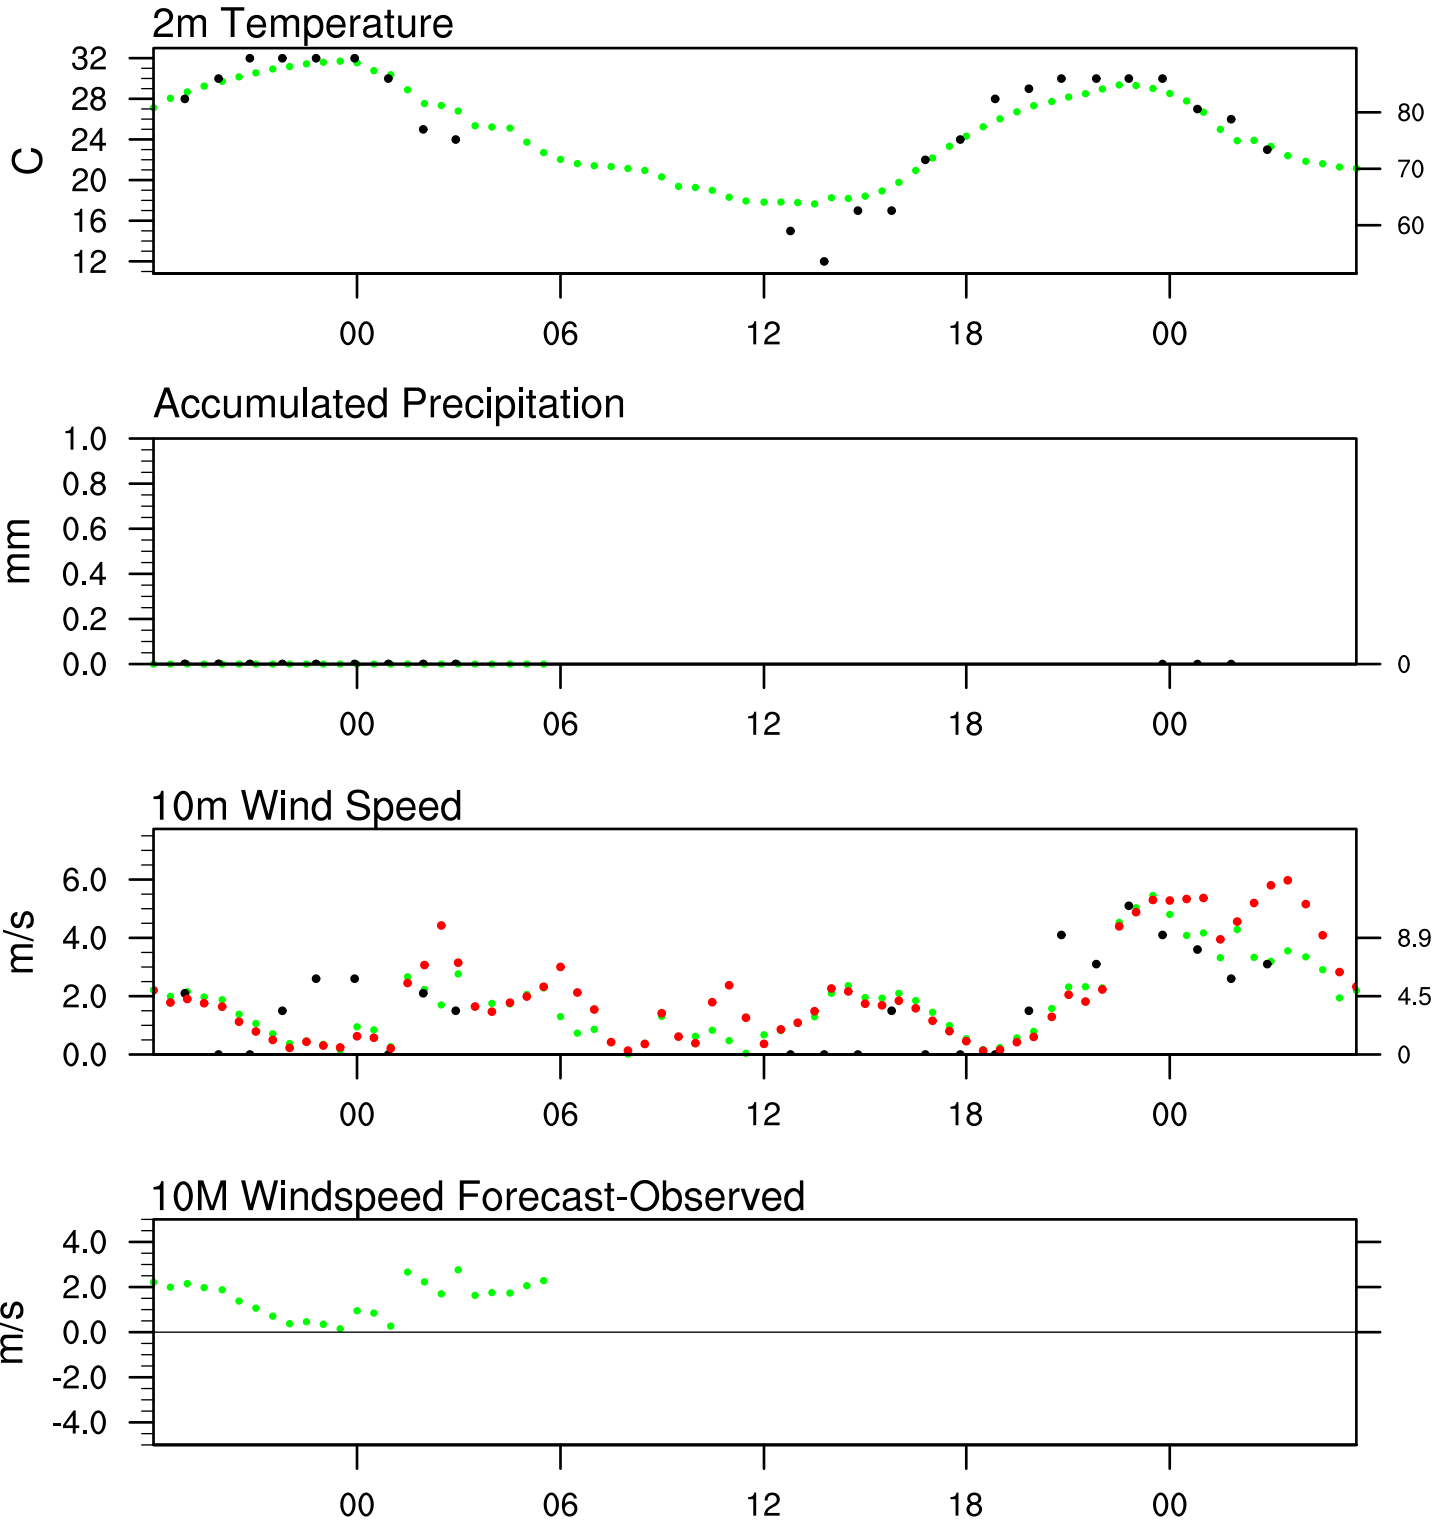 2m Temperature
32
28
24
20
16
12
C
80
70
60
00 06 12 18 00
Accumulated Precipitation
1.0
0.8
0.6
0.4
0.2
0.0
mm
0
00 06 12 18 00
10m Wind Speed
6.0
4.0
2.0
0.0
m/s
8.9
4.5
0
00 06 12 18 00
10M Windspeed Forecast-Observed
4.0
2.0
0.0
-2.0
-4.0
m/s
00 06 12 18 00